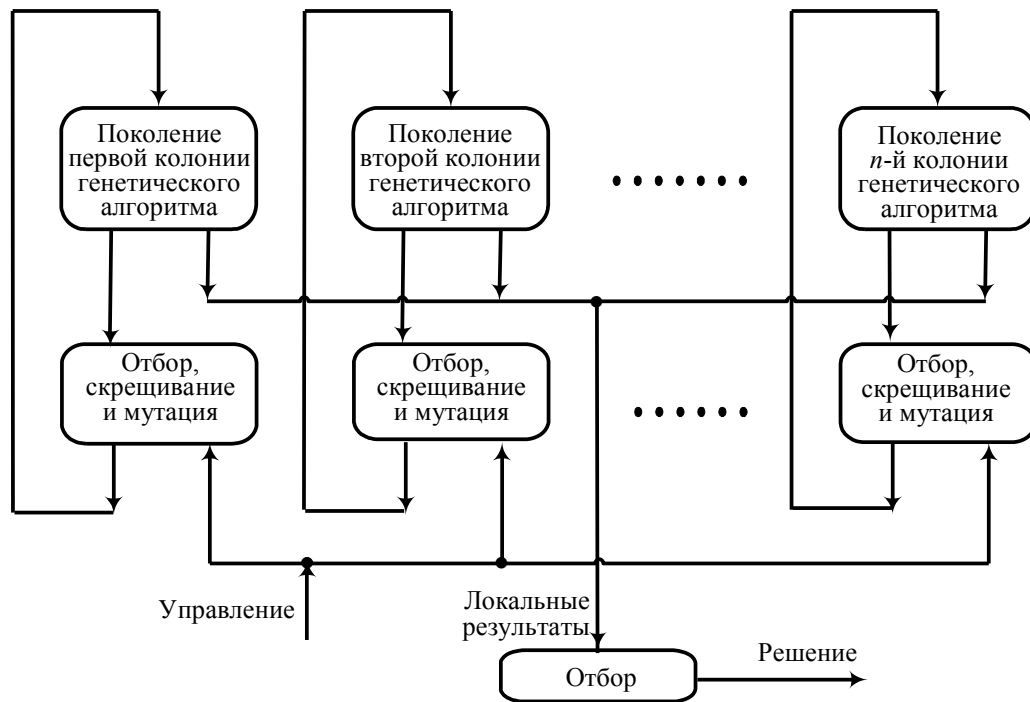 Поколение
первой колонии
генетического
алгоритма
Поколение
второй колонии
генетического
алгоритма
Поколение
n-й колонии
генетического
алгоритма
Отбор,
скрещивание
и мутация
Отбор,
скрещивание
и мутация
Отбор,
скрещивание
и мутация
Управление
Локальные
результаты
Отбор
Решение